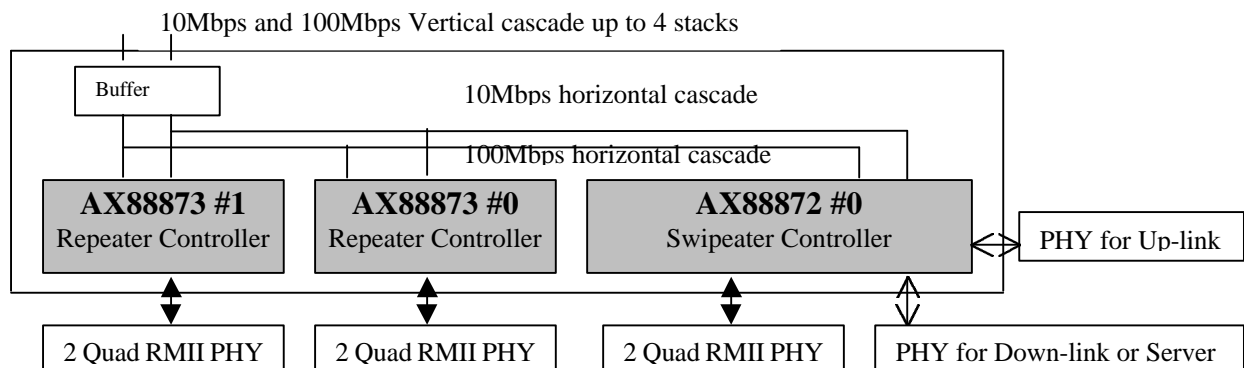 10Mbps and 100Mbps Vertical cascade up to 4 stacks
Buffer
10Mbps horizontal cascade
100Mbps horizontal cascade
AX88873 #1
Repeater Controller
AX88873 #0
Repeater Controller
AX88872 #0
Swipeater Controller
PHY for Up-link
2 Quad RMII PHY
2 Quad RMII PHY
2 Quad RMII PHY
PHY for Down-link or Server